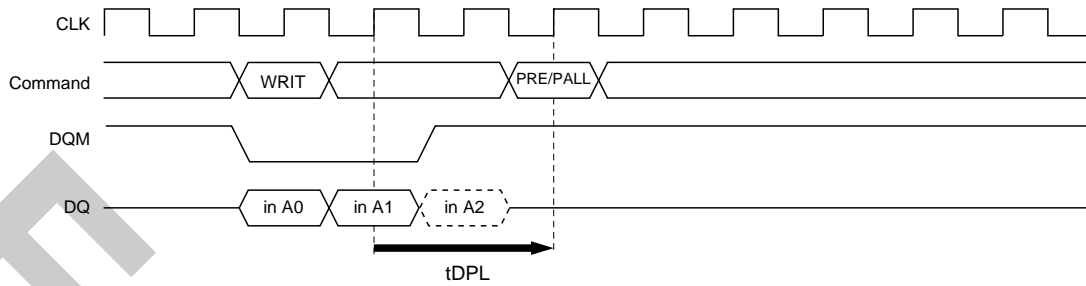 CLK
Command WRIT PRE/PALL
DQM
DQ in A0 in A1 in A2
tDPL